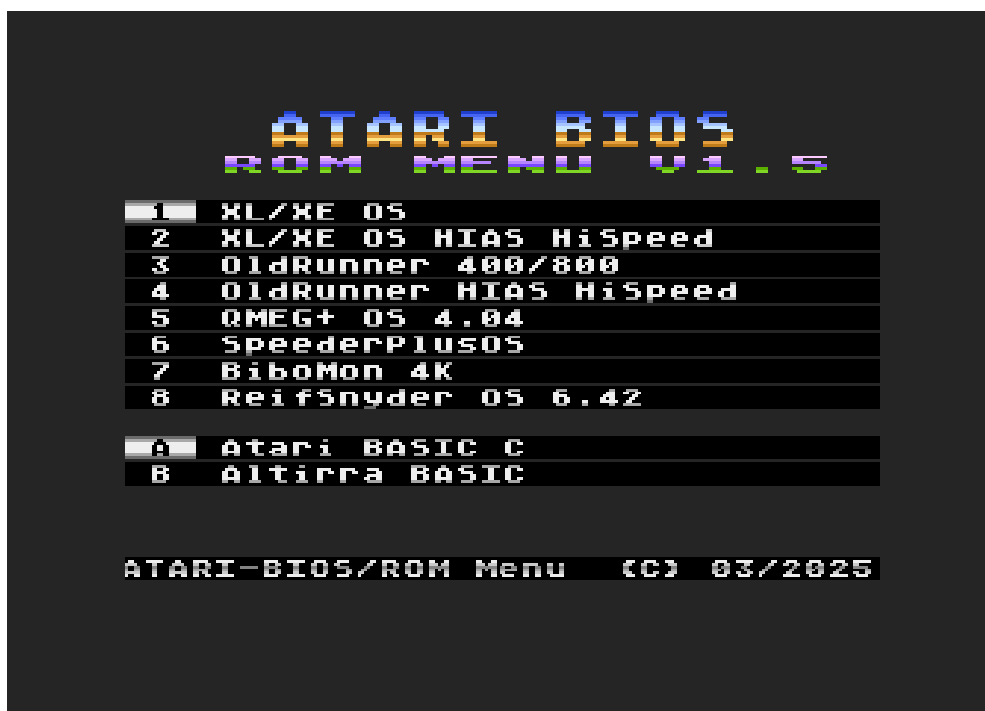 ATARI BIOS
ROM MENU V1.5
1 XL/XE OS
2 XL/XE OS HIAS HiSpeed
3 OldRunner 400/800
4 OldRunner HIAS HiSpeed
5 QMEG+ OS 4.04
6 SpeederPlusOS
7 BiboMon 4K
8 ReifSnyder OS 6.42
A Atari BASIC C
B Altirra BASIC
ATARI-BIOS/ROM Menu (C) 03/2025